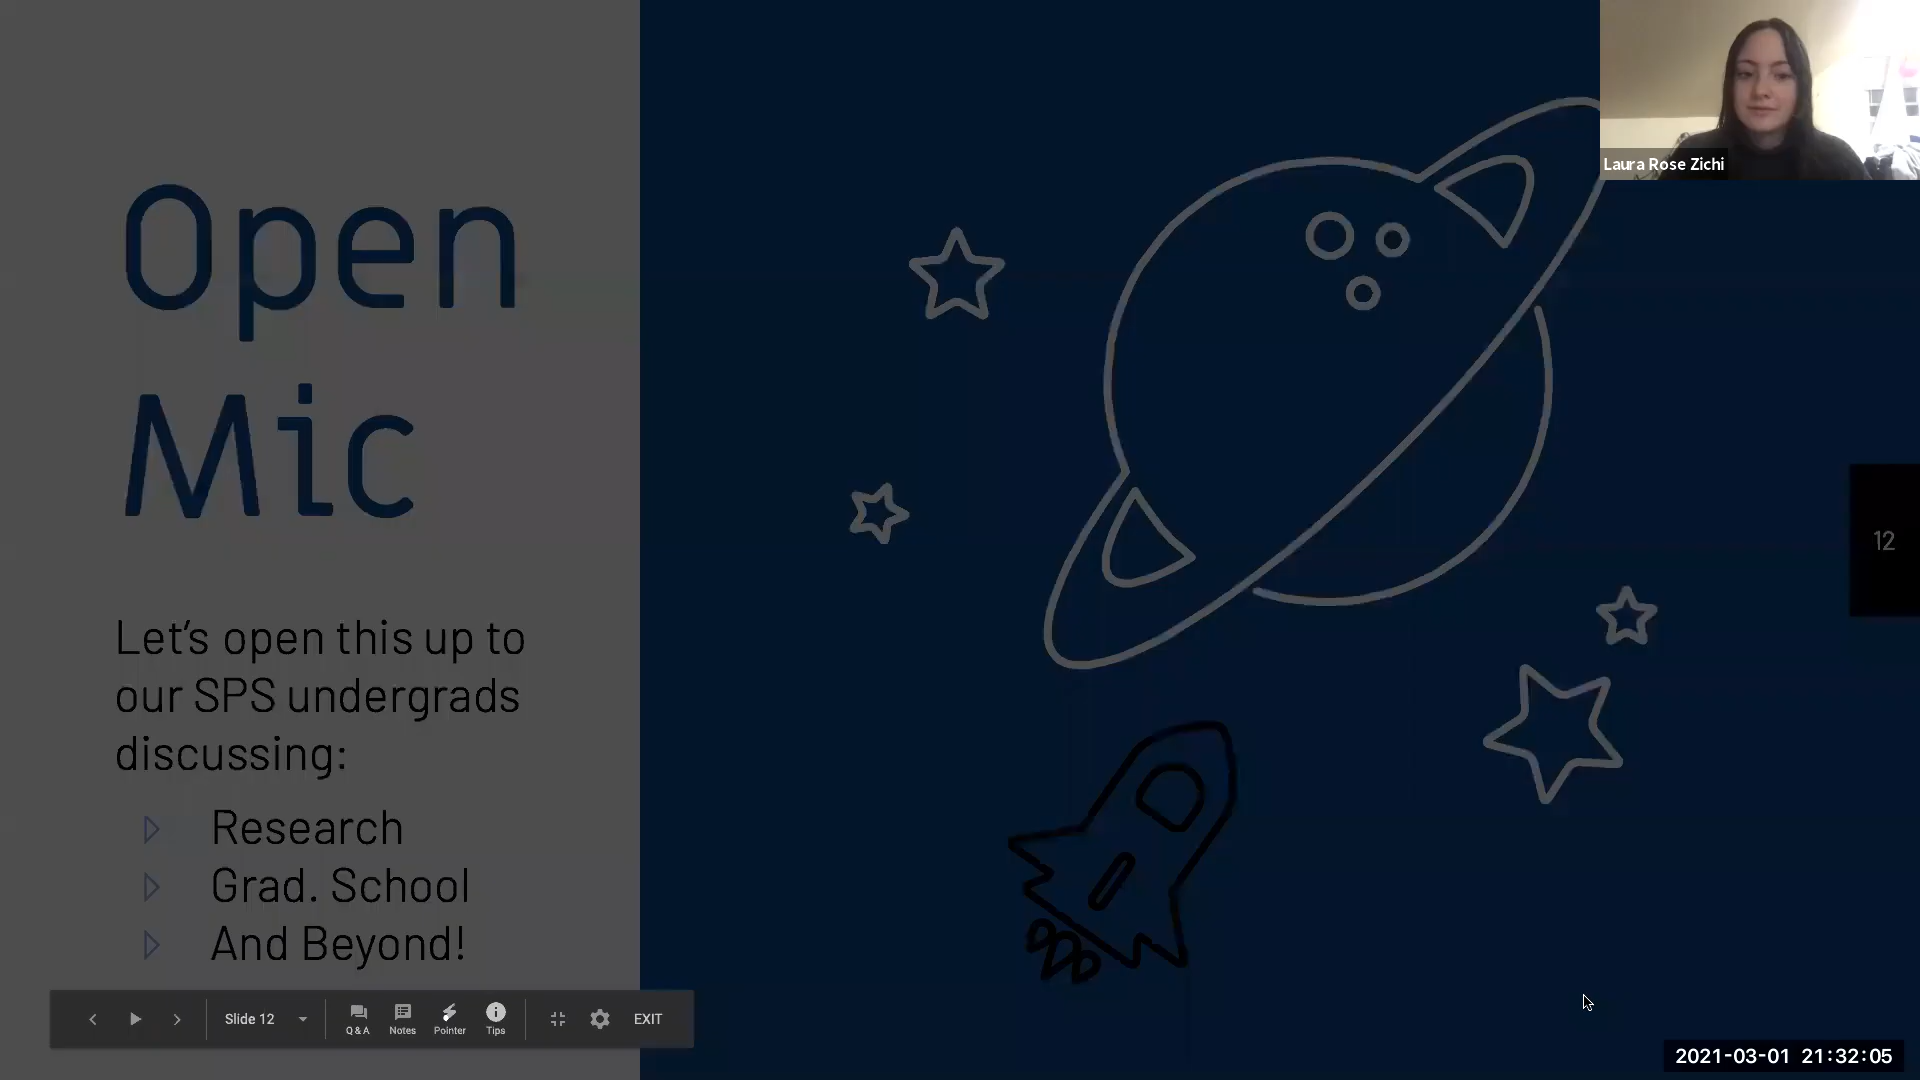 Open
Mic
Let's open this up to
our SPS undergrads
discussing:
Research
Grad. School
And Beyond!
Laura Rose Zichi
12
Slide 12
Q & A
Notes
Pointer
Tips
EXIT
2021-03-01 21:32:05